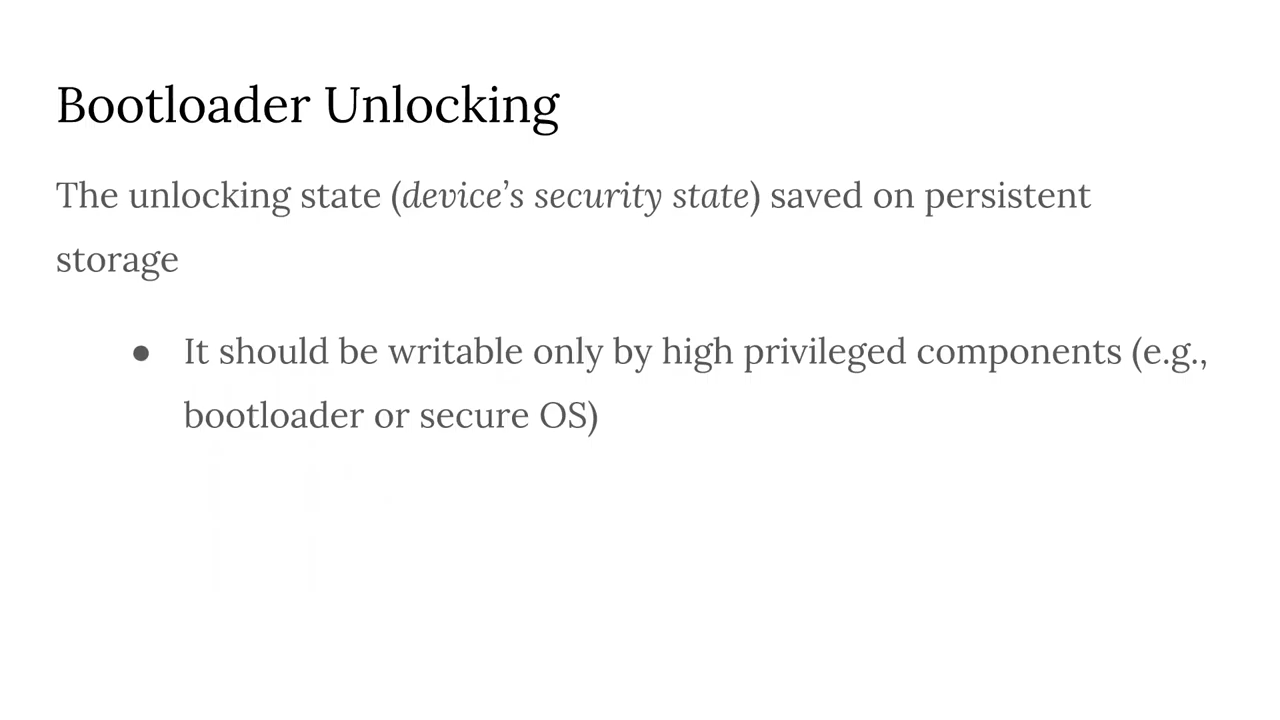 Bootloader Unlocking
The unlocking state (device’s security state) saved on persistent
storage
● It should be writable only by high privileged components (e.g.,
bootloader or secure OS)